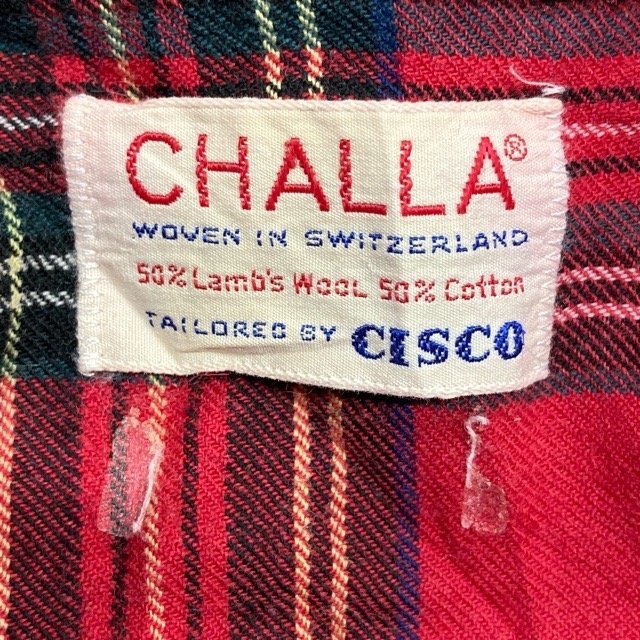 CHALLA®
WOVEN IN SWITZERLAND
50% Lamb's Wool 50% Cotton
TAILORED BY CISCO